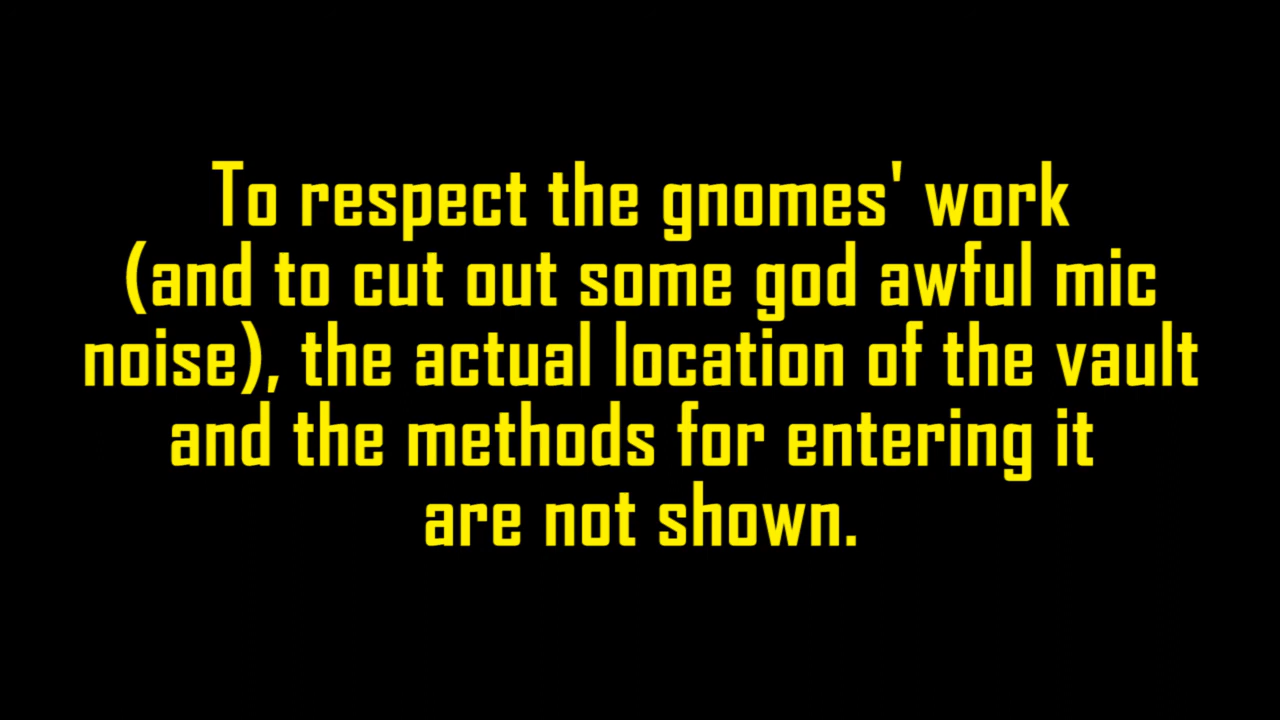 To respect the gnomes' work
(and to cut out some god awful mic
noise), the actual location of the vault
and the methods for entering it
are not shown.